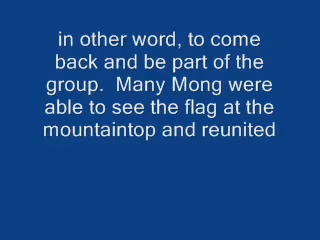 in other word, to come
back and be part of the
group.  Many Mong were
able to see the flag at the
mountaintop and reunited